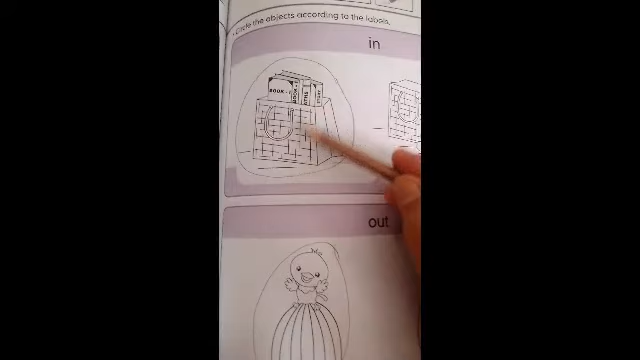 Circle the objects according to the labels.
in
BOOK - I
out